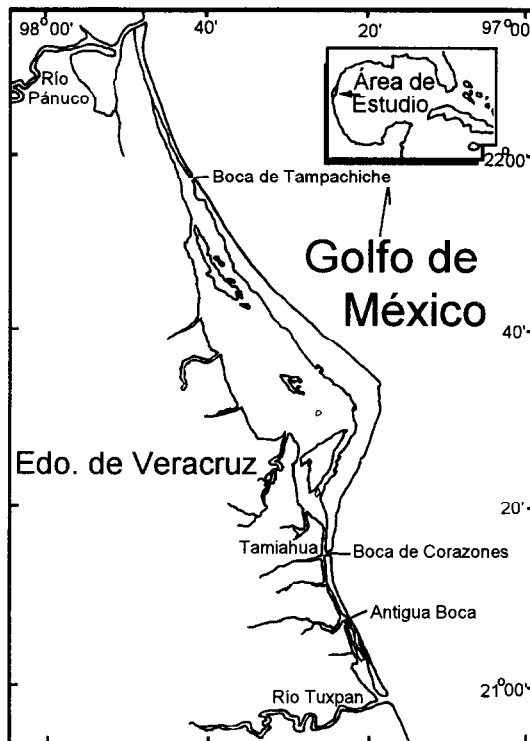 98°00' 40' 20' 97°00'
Río
Pánuco
Área de
Estudio
22°00'
Boca de Tampachiche
Golfo de
México
40'
Edo. de Veracruz
20'
Tamiahua
Boca de Corazones
Antigua Boca
21°00'
Río Tuxpan